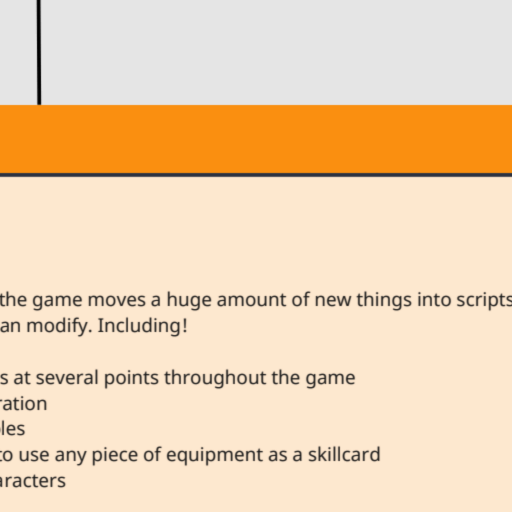 the game moves a huge amount of new things into scripts
an modify. Including!
s at several points throughout the game
ration
les
to use any piece of equipment as a skillcard
aracters